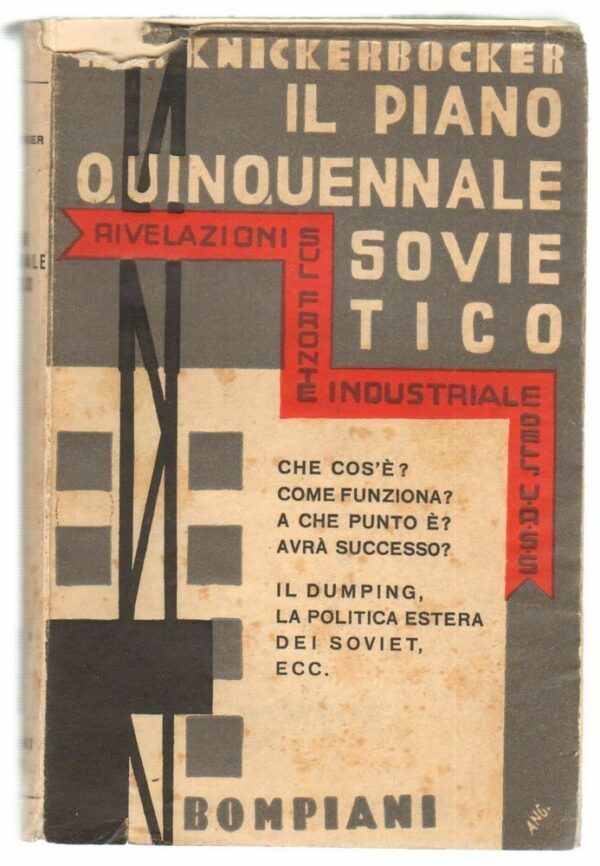 KNICKERBOCKER
IL PIANO
QUINQUENNALE
SOVIE
TICO
RIVELAZIONI
SUL FRONTE
INDUSTRIALE
DELL'U.R.S.S.
CHE COS'È?
COME FUNZIONA?
A CHE PUNTO È?
AVRÀ SUCCESSO?
IL DUMPING,
LA POLITICA ESTERA
DEI SOVIET,
ECC.
BOMPIANI
ANG.